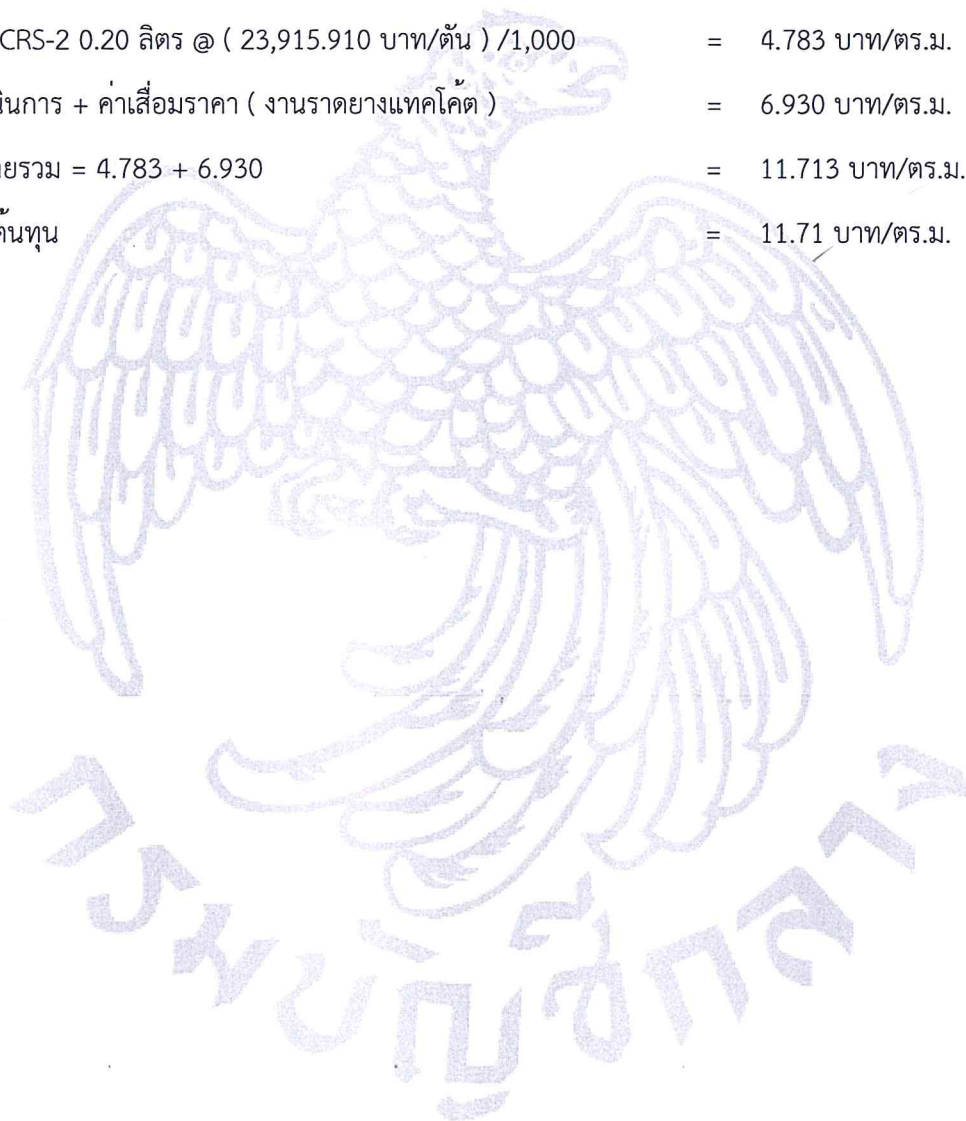 CRS-2 0.20 ลิตร @ ( 23,915.910 บาท/ตัน ) /1,000 = 4.783 บาท/ตร.ม.
นินการ + ค่าเสื่อมราคา ( งานราดยางแทคโค้ต ) = 6.930 บาท/ตร.ม.
ายรวม = 4.783 + 6.930 = 11.713 บาท/ตร.ม.
ต้นทุน = 11.71 บาท/ตร.ม.
กรมบัญชีกลาง